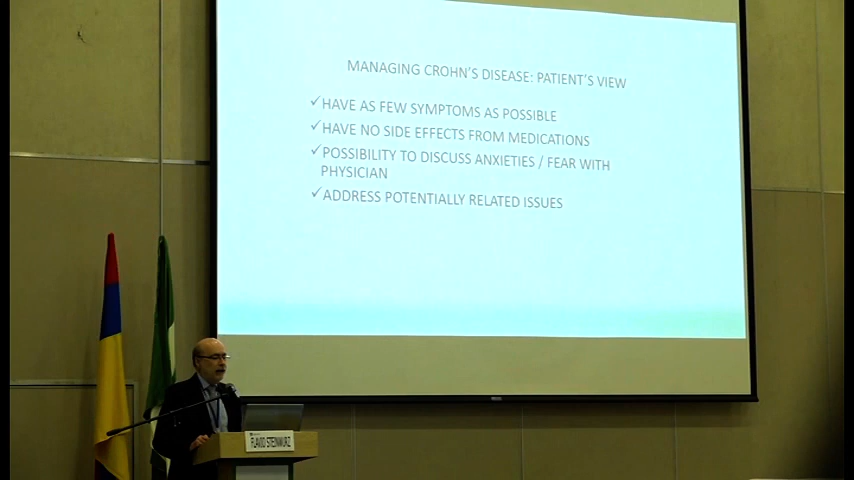 MANAGING CROHN'S DISEASE: PATIENT'S VIEW
✓HAVE AS FEW SYMPTOMS AS POSSIBLE
✓HAVE NO SIDE EFFECTS FROM MEDICATIONS
✓POSSIBILITY TO DISCUSS ANXIETIES / FEAR WITH
PHYSICIAN
✓ADDRESS POTENTIALLY RELATED ISSUES
FLAVIO STEINWURZ